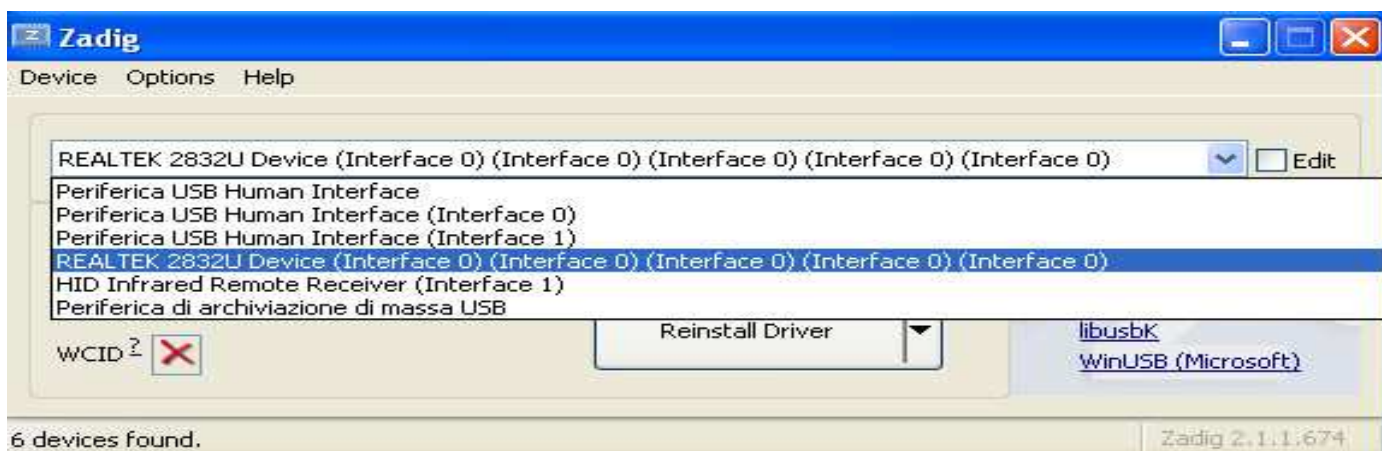 Zadig
Device Options Help
REALTEK 2832U Device (Interface 0) (Interface 0) (Interface 0) (Interface 0) (Interface 0)
Edit
Periferica USB Human Interface
Periferica USB Human Interface (Interface 0)
Periferica USB Human Interface (Interface 1)
REALTEK 2832U Device (Interface 0) (Interface 0) (Interface 0) (Interface 0) (Interface 0)
HID Infrared Remote Receiver (Interface 1)
Periferica di archiviazione di massa USB
WCID ?
Reinstall Driver
libusbK
WinUSB (Microsoft)
6 devices found.
Zadig 2.1.1.674